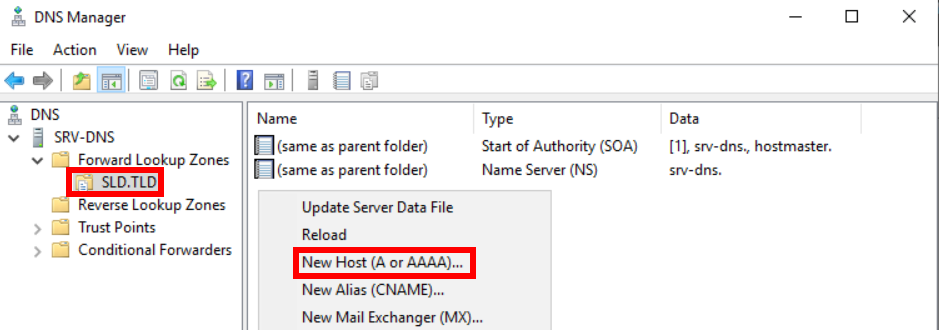 DNS Manager
File Action View Help
DNS
SRV-DNS
Forward Lookup Zones
SLD.TLD
Reverse Lookup Zones
Trust Points
Conditional Forwarders
Name Type Data
(same as parent folder) Start of Authority (SOA) [1], srv-dns., hostmaster.
(same as parent folder) Name Server (NS) srv-dns.
Update Server Data File
Reload
New Host (A or AAAA)...
New Alias (CNAME)...
New Mail Exchanger (MX)...